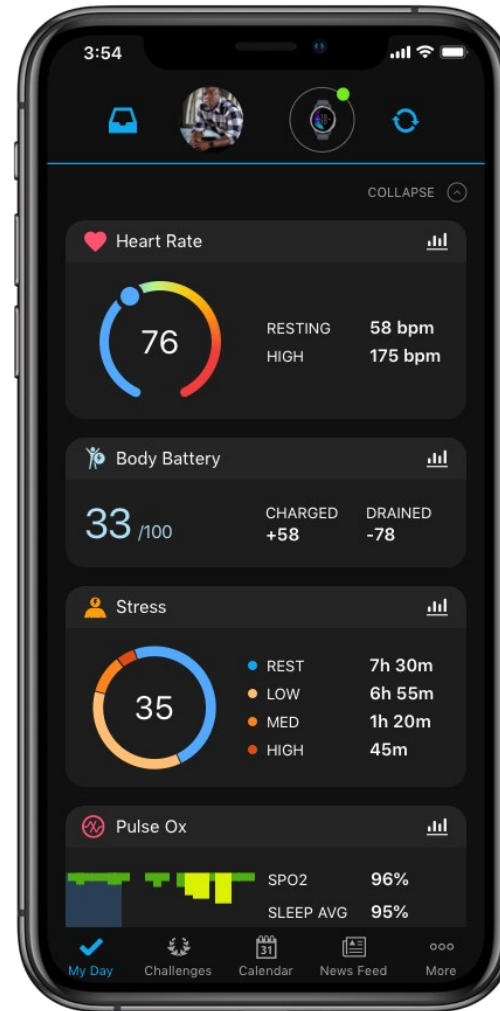 3:54
COLLAPSE
Heart Rate
76
RESTING 58 bpm
HIGH 175 bpm
Body Battery
33 /100
CHARGED DRAINED
+58 -78
Stress
35
REST 7h 30m
LOW 6h 55m
MED 1h 20m
HIGH 45m
Pulse Ox
SPO2 96%
SLEEP AVG 95%
31
My Day Challenges Calendar News Feed More